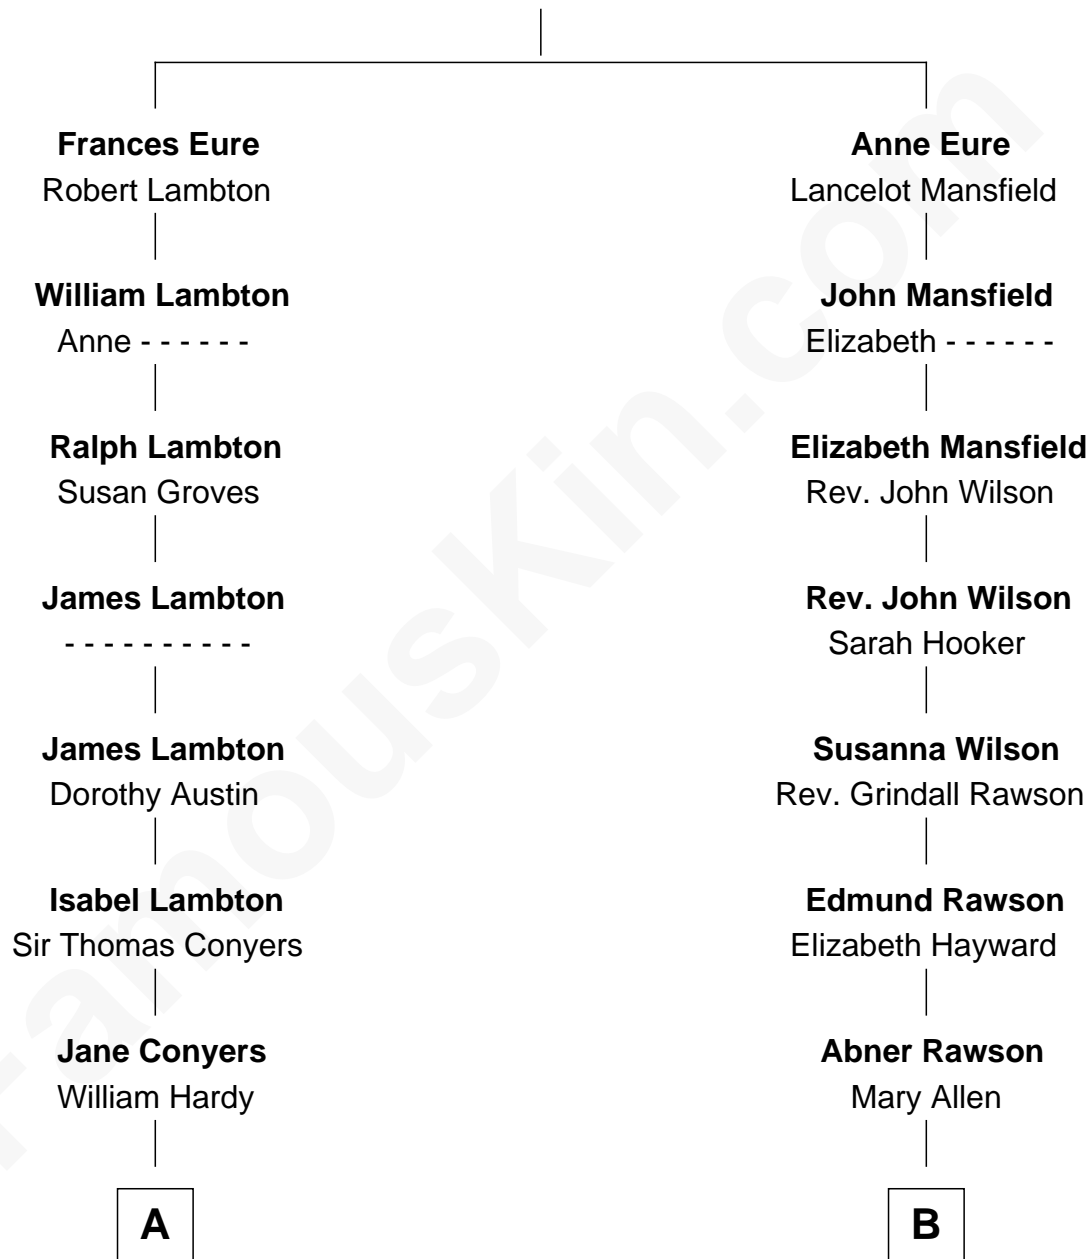 Frances Eure
Robert Lambton
William Lambton
Anne - - - - - -
Ralph Lambton
Susan Groves
James Lambton
- - - - - - - - - -
James Lambton
Dorothy Austin
Isabel Lambton
Sir Thomas Conyers
Jane Conyers
William Hardy
A
Anne Eure
Lancelot Mansfield
John Mansfield
Elizabeth - - - - - -
Elizabeth Mansfield
Rev. John Wilson
Rev. John Wilson
Sarah Hooker
Susanna Wilson
Rev. Grindall Rawson
Edmund Rawson
Elizabeth Hayward
Abner Rawson
Mary Allen
B
FamousKin.com